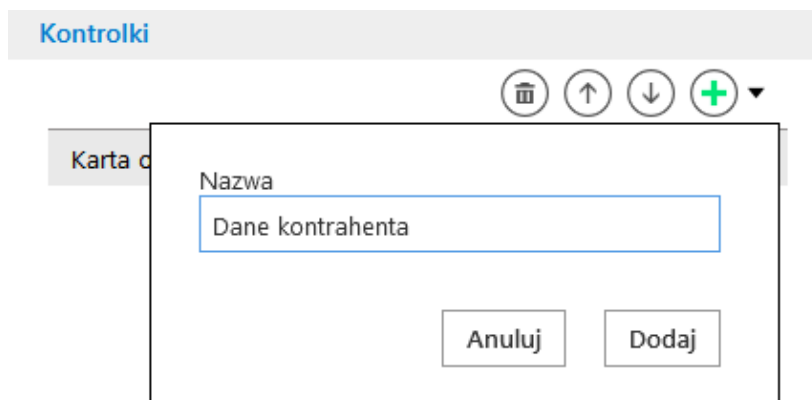 Kontrolki
Karta
Nazwa
Dane kontrahenta
Anuluj
Dodaj